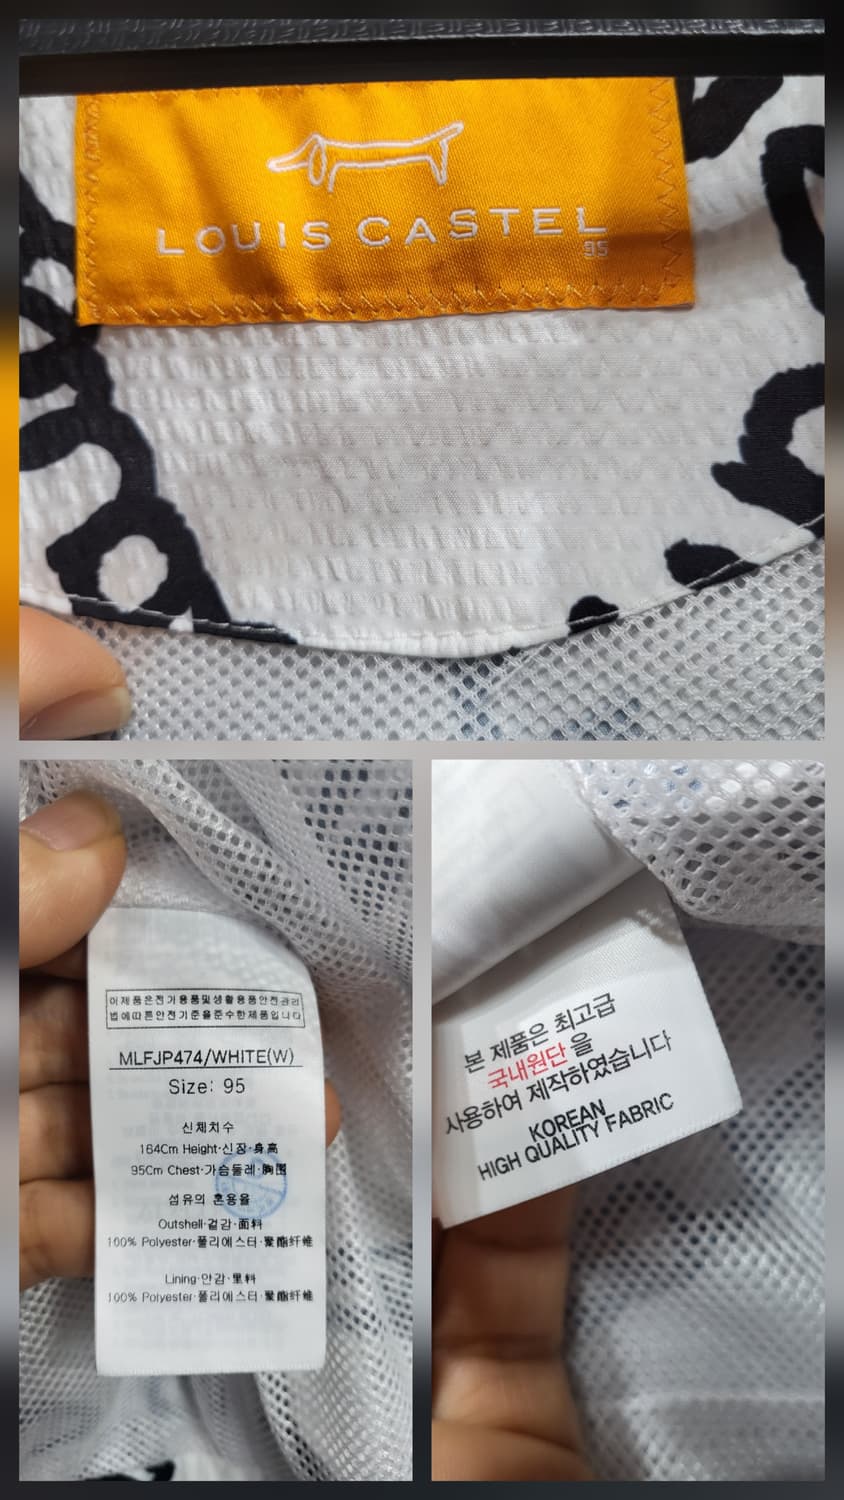 LOUIS CASTEL
95
이제품은전기용품및생활용품안전관리
법에따른안전기준을준수한제품입니다
MLFJP474/WHITE(W)
Size: 95
신체치수
164Cm Height·신장·身高
95Cm Chest·가슴둘레·胸围
섬유의 혼용율
Outshell·겉감·面料
100% Polyester·폴리에스터·聚酯纤维
Lining·안감·里料
100% Polyester·폴리에스터·聚酯纤维
본 제품은 최고급
국내원단 을
사용하여 제작하였습니다
KOREAN
HIGH QUALITY FABRIC